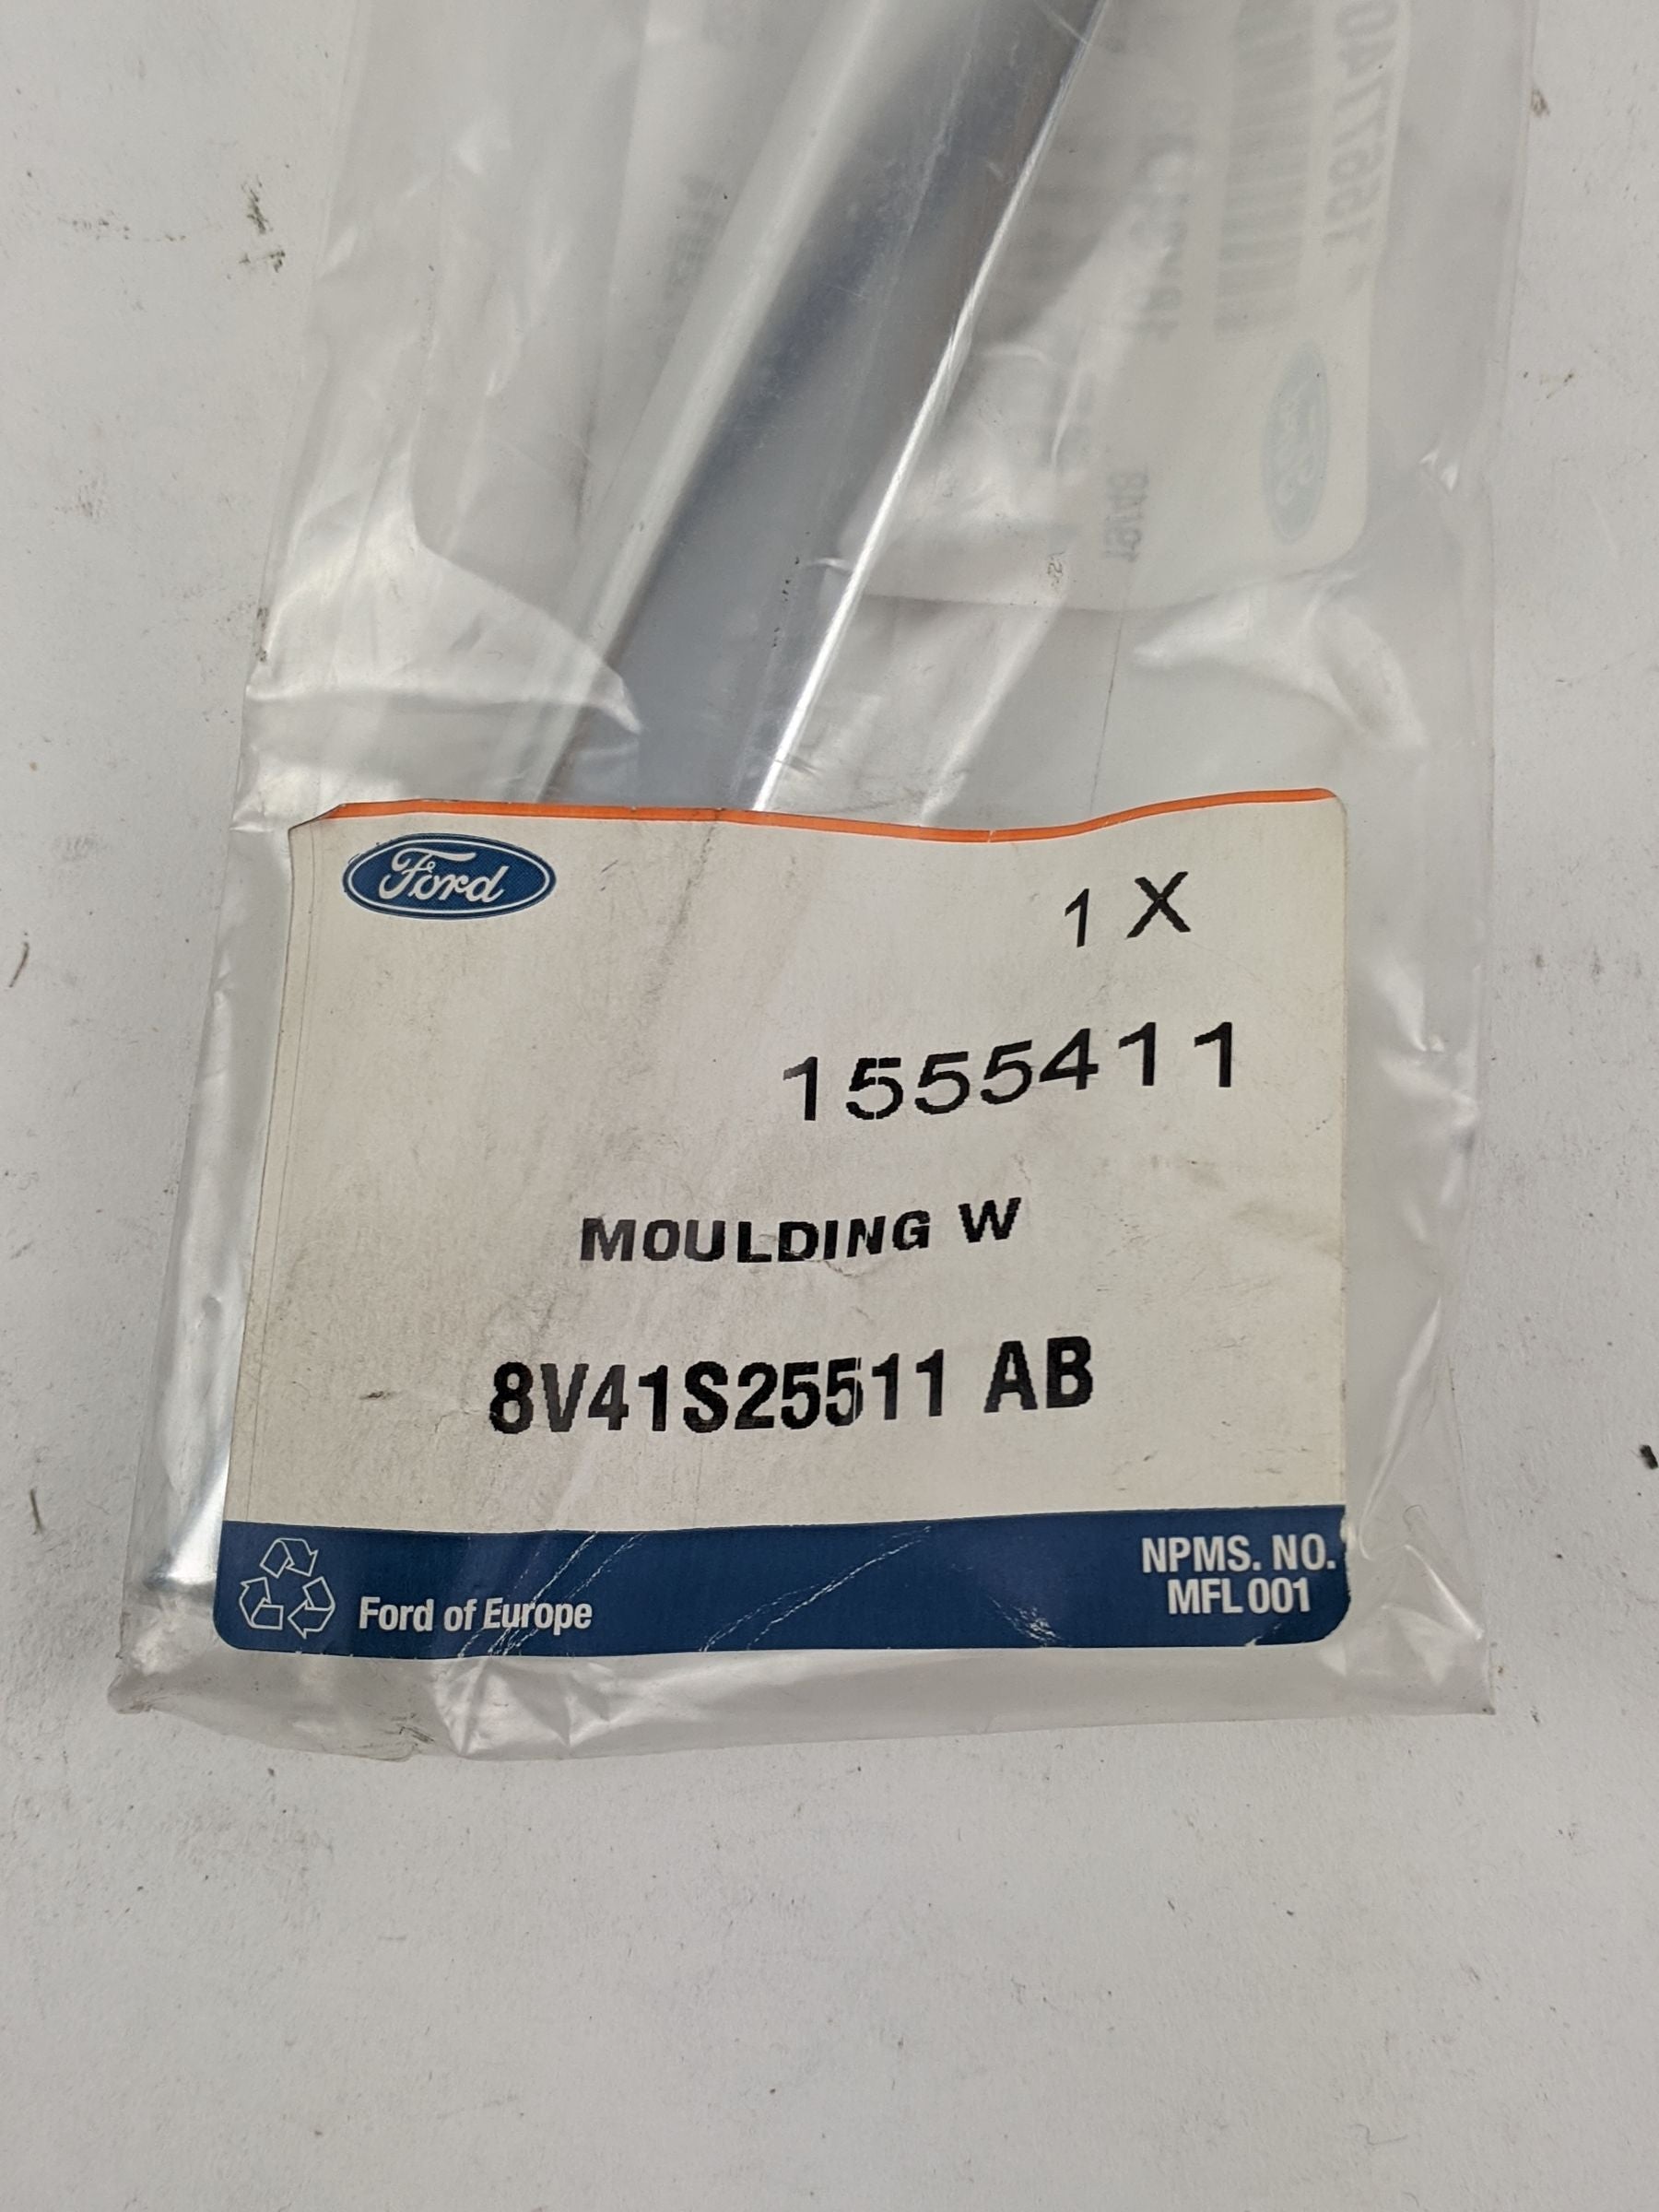 Ford
1 X
1555411
MOULDING W
8V41S25511 AB
Ford of Europe
NPMS. NO.
MFL 001